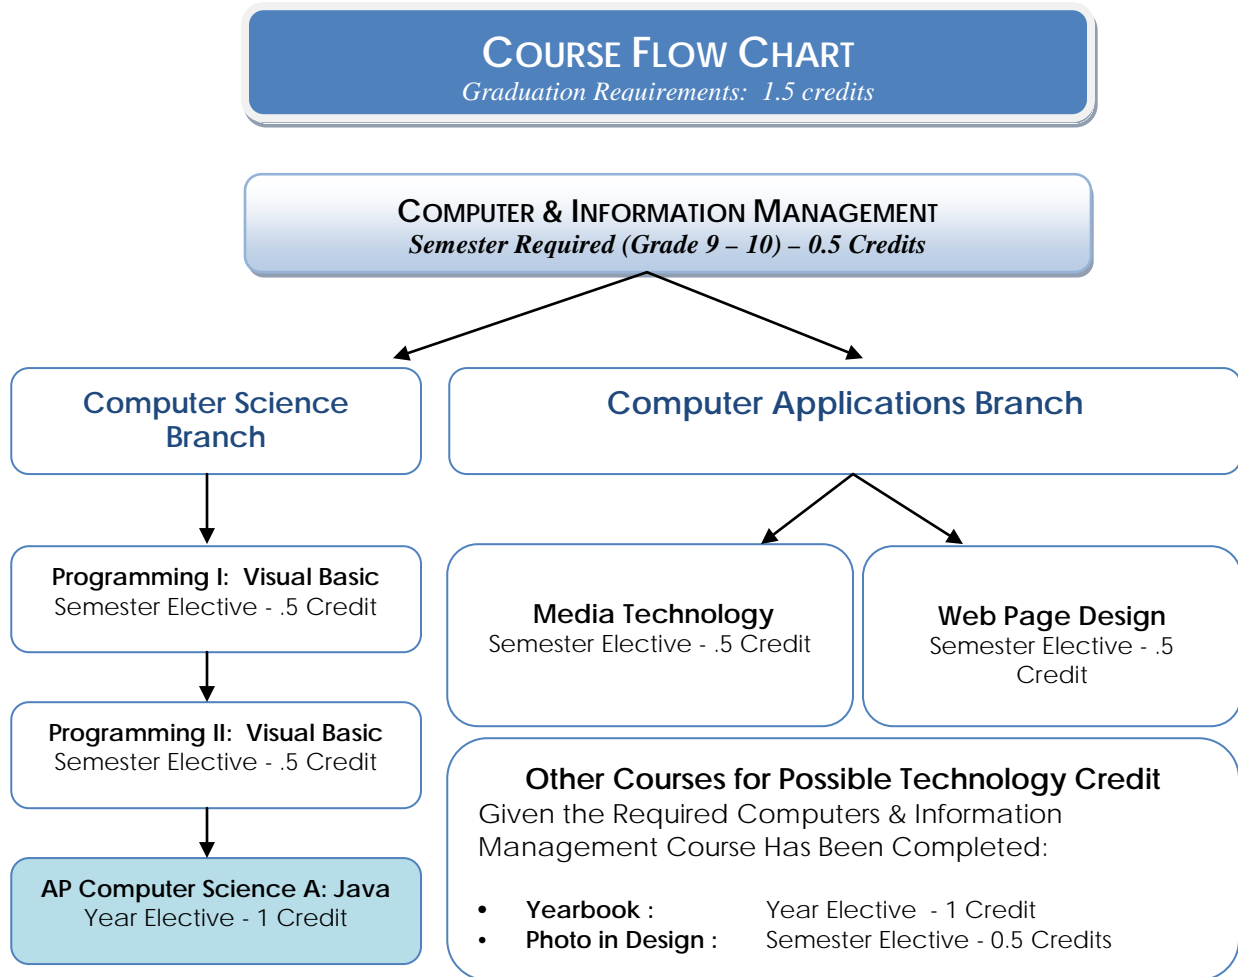 COURSE FLOW CHART
Graduation Requirements: 1.5 credits
COMPUTER & INFORMATION MANAGEMENT
Semester Required (Grade 9 – 10) – 0.5 Credits
Computer Science
Branch
Computer Applications Branch
Programming I: Visual Basic
Semester Elective - .5 Credit
Media Technology
Semester Elective - .5 Credit
Web Page Design
Semester Elective - .5
Credit
Programming II: Visual Basic
Semester Elective - .5 Credit
AP Computer Science A: Java
Year Elective - 1 Credit
Other Courses for Possible Technology Credit
Given the Required Computers & Information
Management Course Has Been Completed:
• Yearbook : Year Elective - 1 Credit
• Photo in Design : Semester Elective - 0.5 Credits